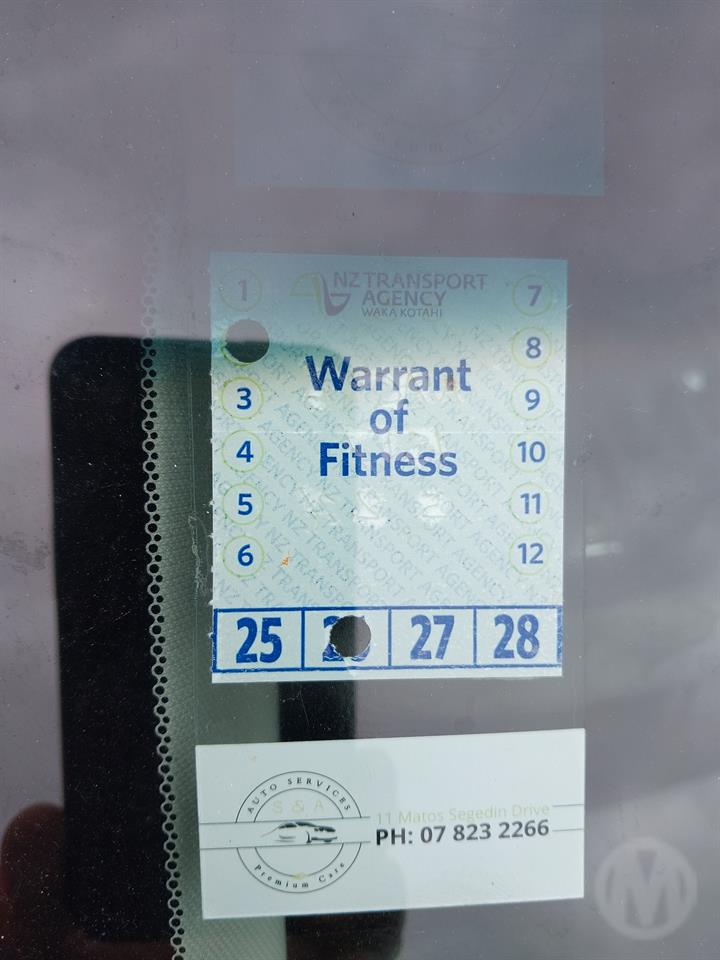 NZ TRANSPORT
AGENCY
WAKA KOTAHI
1
7
8
Warrant
of
Fitness
3
9
4
10
5
11
6
12
25
27
28
AUTO SERVICES
S & A
Premium Care
11 Matos Segedin Drive
PH: 07 823 2266
M